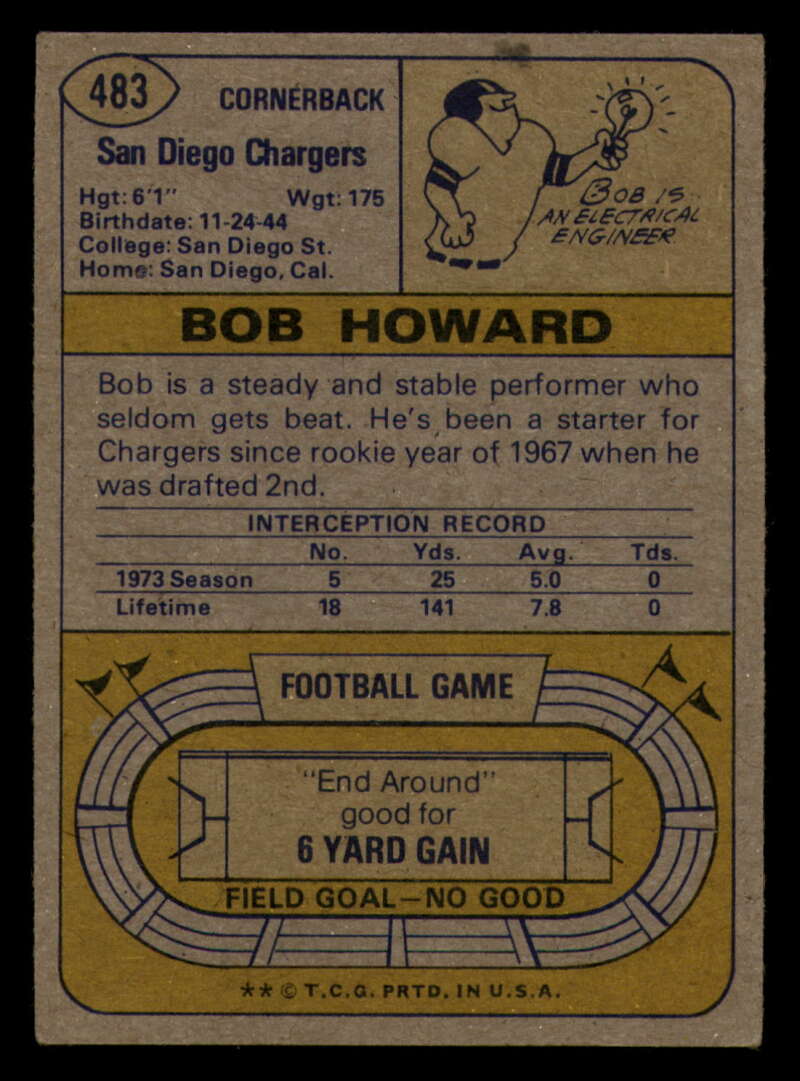 483
CORNERBACK
San Diego Chargers
Hgt: 6'1" Wgt: 175
Birthdate: 11-24-44
College: San Diego St.
Home: San Diego, Cal.
BOB IS
AN ELECTRICAL
ENGINEER
BOB HOWARD
Bob is a steady and stable performer who
seldom gets beat. He's been a starter for
Chargers since rookie year of 1967 when he
was drafted 2nd.
INTERCEPTION RECORD
No. Yds. Avg. Tds.
1973 Season 5 25 5.0 0
Lifetime 18 141 7.8 0
FOOTBALL GAME
"End Around"
good for
6 YARD GAIN
FIELD GOAL—NO GOOD
** © T.C.G. PRTD. IN U.S.A.